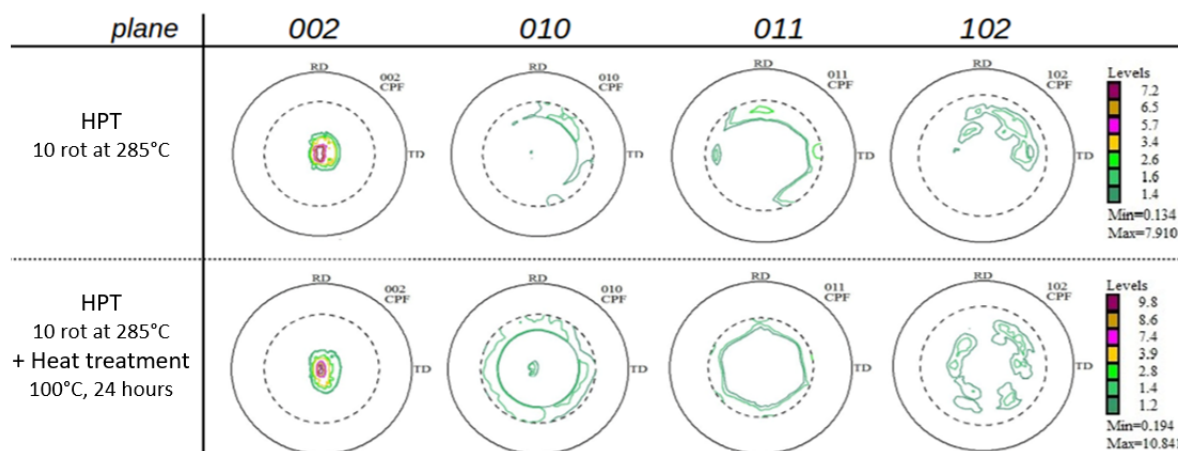 plane 002 010 011 102
HPT
10 rot at 285°C
RD
002
CPF
TD
RD
010
CPF
TD
RD
011
CPF
TD
RD
102
CPF
TD
Levels
7.2
6.5
5.7
3.4
2.6
1.6
1.4
Min=0.134
Max=7.910
HPT
10 rot at 285°C
+ Heat treatment
100°C, 24 hours
RD
002
CPF
TD
RD
010
CPF
TD
RD
011
CPF
TD
RD
102
CPF
TD
Levels
9.8
8.6
7.4
3.9
2.8
1.4
1.2
Min=0.194
Max=10.841